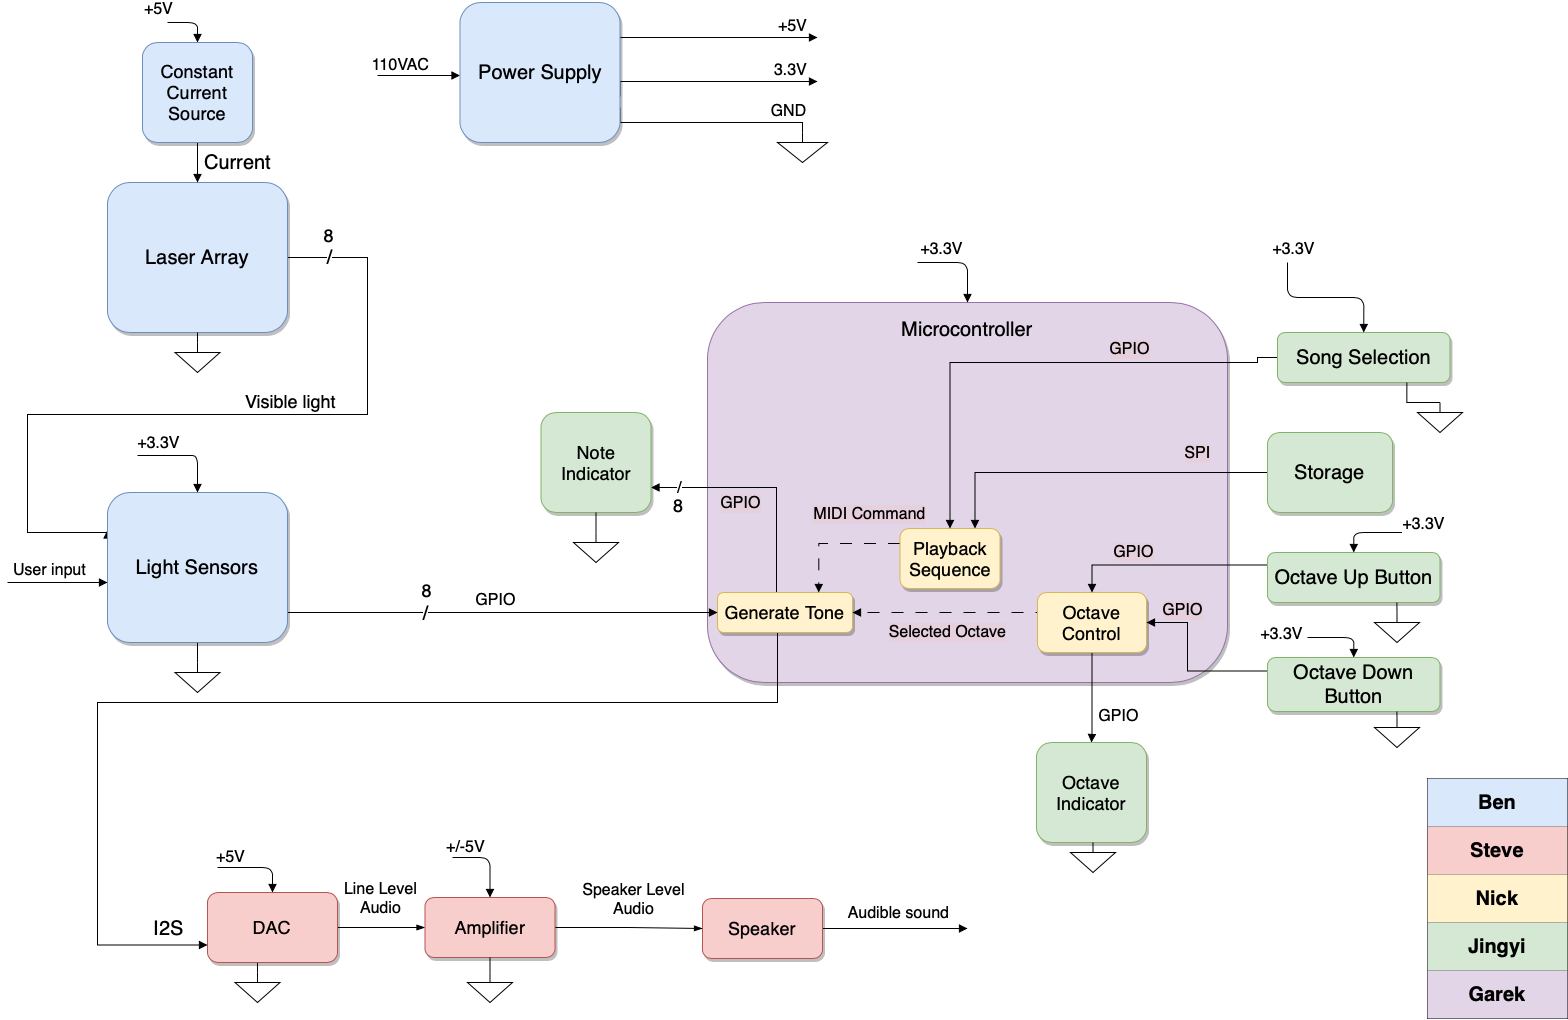 +5V
Constant
Current
Source
Current
Laser Array
8
Visible light
110VAC
Power Supply
+5V
3.3V
GND
+3.3V
Light Sensors
User input
8
GPIO
+3.3V
Microcontroller
GPIO
+3.3V
Song Selection
Note
Indicator
8
GPIO
SPI
Storage
MIDI Command
Playback
Sequence
Generate Tone
Selected Octave
GPIO
Octave
Control
+3.3V
Octave Up Button
GPIO
+3.3V
Octave Down
Button
GPIO
Octave
Indicator
I2S
+5V
DAC
Line Level
Audio
+/-5V
Amplifier
Speaker Level
Audio
Speaker
Audible sound
Ben
Steve
Nick
Jingyi
Garek